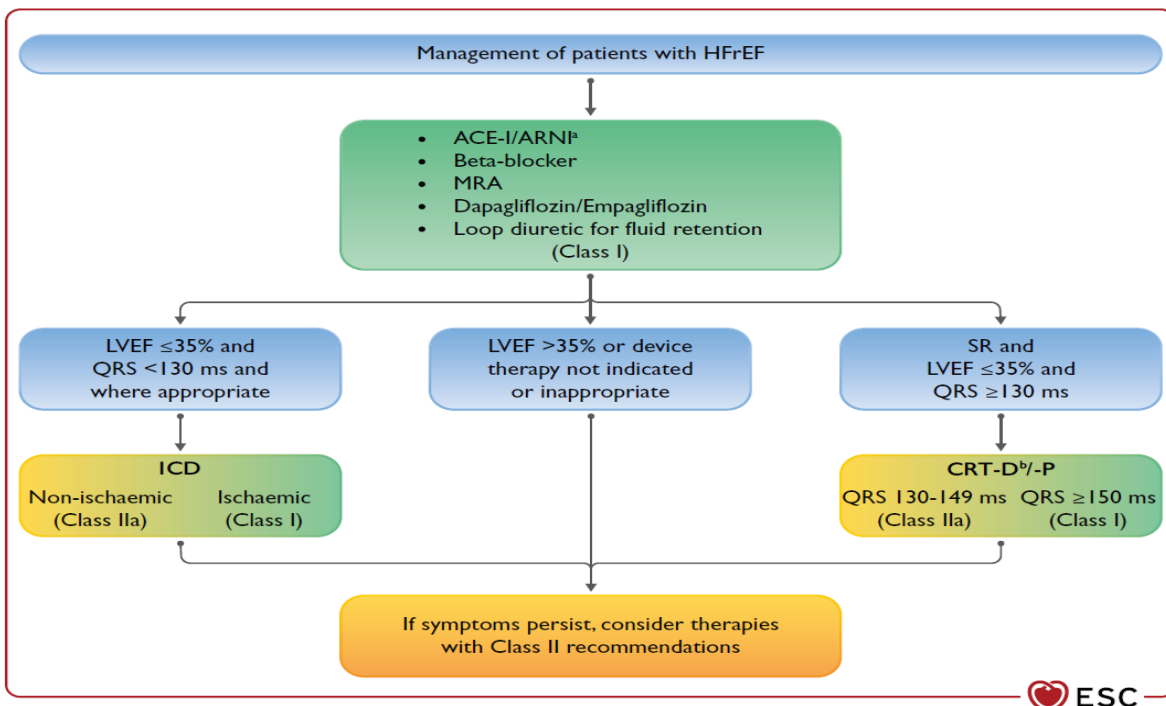 Management of patients with HFrEF
• ACE-I/ARNIᵃ
• Beta-blocker
• MRA
• Dapagliflozin/Empagliflozin
• Loop diuretic for fluid retention
(Class I)
LVEF ≤35% and
QRS <130 ms and
where appropriate
LVEF >35% or device
therapy not indicated
or inappropriate
SR and
LVEF ≤35% and
QRS ≥130 ms
ICD
Non-ischaemic
(Class IIa)
Ischaemic
(Class I)
CRT-Dᵇ/-P
QRS 130-149 ms
(Class IIa)
QRS ≥150 ms
(Class I)
If symptoms persist, consider therapies
with Class II recommendations
ESC